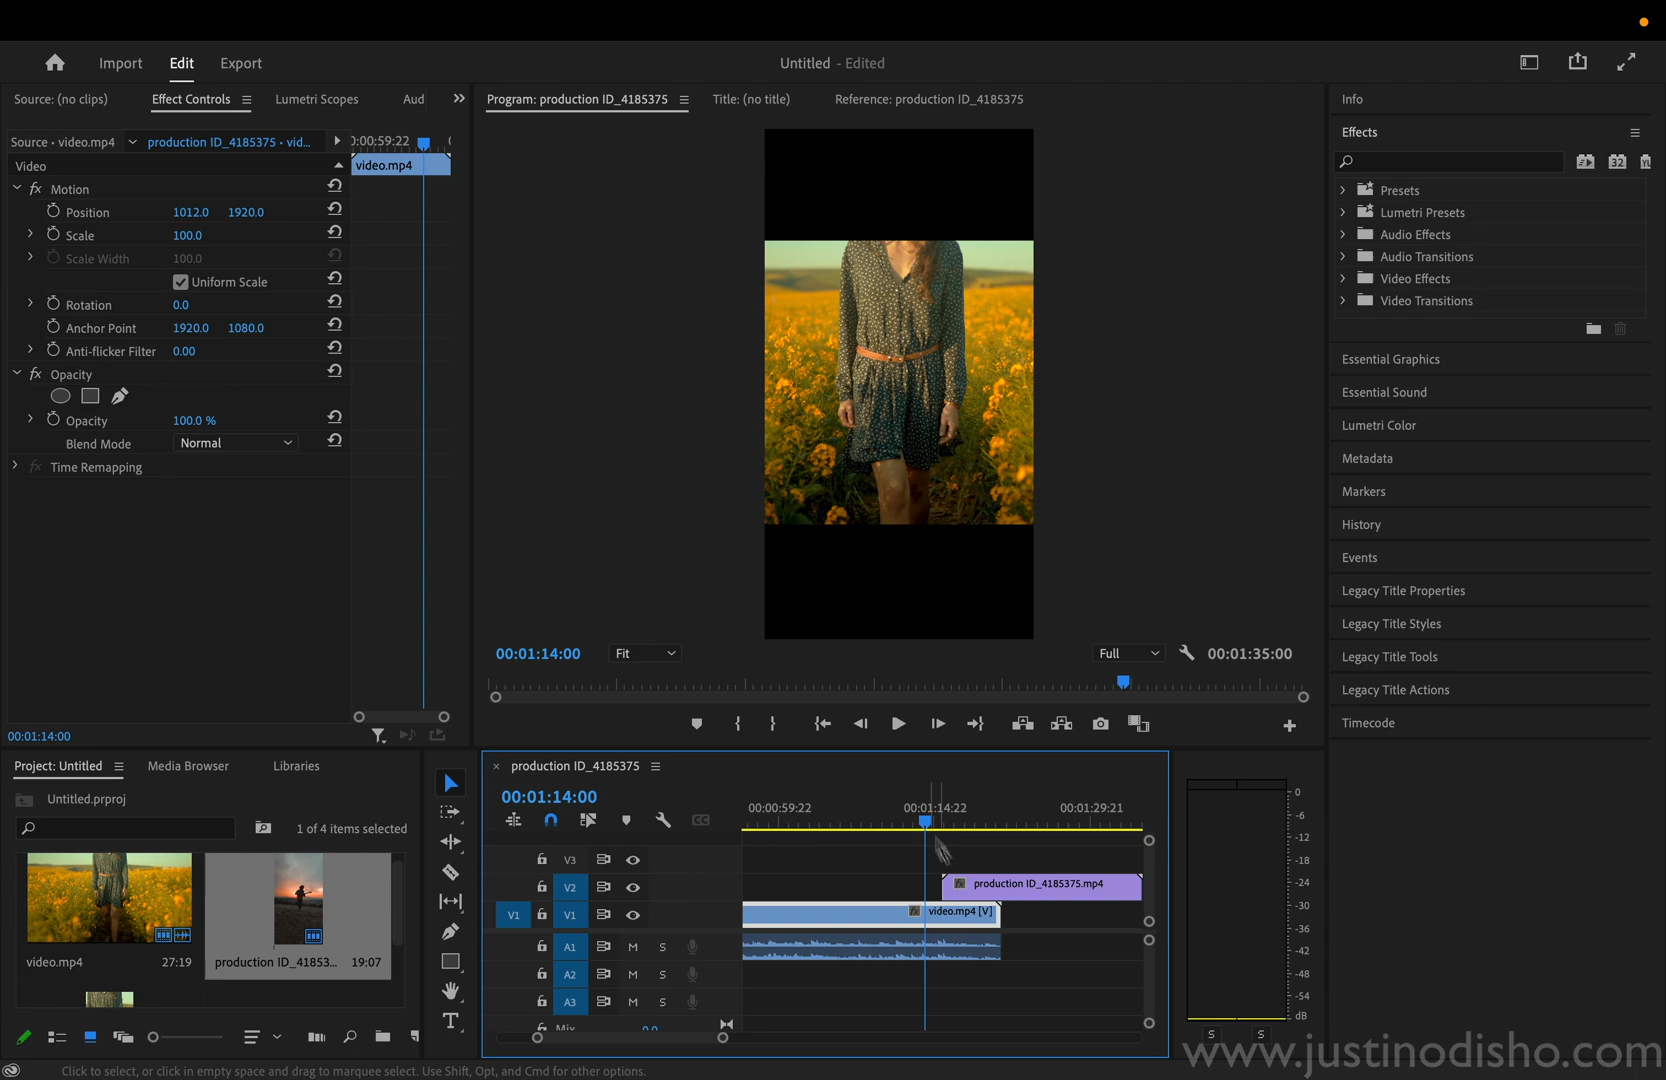 Import Edit Export
Untitled - Edited
Source: (no clips) Effect Controls Lumetri Scopes Aud
Program: production ID_4185375 Title: (no title) Reference: production ID_4185375
Source • video.mp4 production ID_4185375 • vid...
:00:59:22
Video
video.mp4
fx Motion
Position 1012.0 1920.0
Scale 100.0
Scale Width 100.0
Uniform Scale
Rotation 0.0
Anchor Point 1920.0 1080.0
Anti-flicker Filter 0.00
fx Opacity
Opacity 100.0 %
Blend Mode Normal
fx Time Remapping
00:01:14:00
00:01:14:00 Fit Full 00:01:35:00
Info
Effects
32
Presets
Lumetri Presets
Audio Effects
Audio Transitions
Video Effects
Video Transitions
Essential Graphics
Essential Sound
Lumetri Color
Metadata
Markers
History
Events
Legacy Title Properties
Legacy Title Styles
Legacy Title Tools
Legacy Title Actions
Timecode
Project: Untitled Media Browser Libraries
Untitled.prproj
1 of 4 items selected
video.mp4 27:19
production ID_41853... 19:07
production ID_4185375
00:01:14:00
00:00:59:22 00:01:14:22 00:01:29:21
V3
V2 fx production ID_4185375.mp4
V1 V1 fx video.mp4 [V]
A1 M S
A2 M S
A3 M S
Mix 0.0
0
-6
-12
-18
-24
-30
-36
-42
-48
-54
dB
S S
Click to select, or click in empty space and drag to marquee select. Use Shift, Opt, and Cmd for other options.
www.justinodisho.com